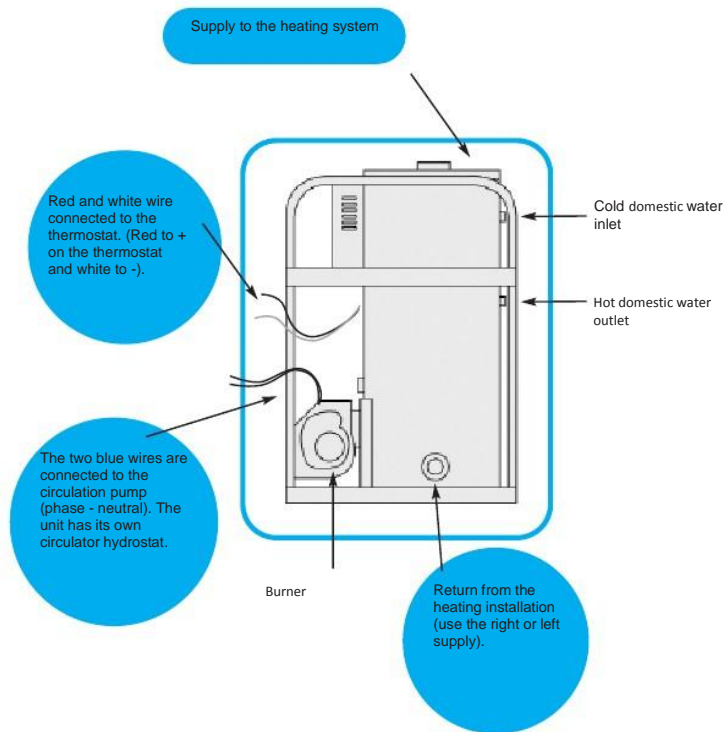 Supply to the heating system
Red and white wire
connected to the
thermostat. (Red to +
on the thermostat
and white to -).
Cold domestic water
inlet
Hot domestic water
outlet
The two blue wires are
connected to the
circulation pump
(phase - neutral). The
unit has its own
circulator hydrostat.
Burner
Return from the
heating installation
(use the right or left
supply).